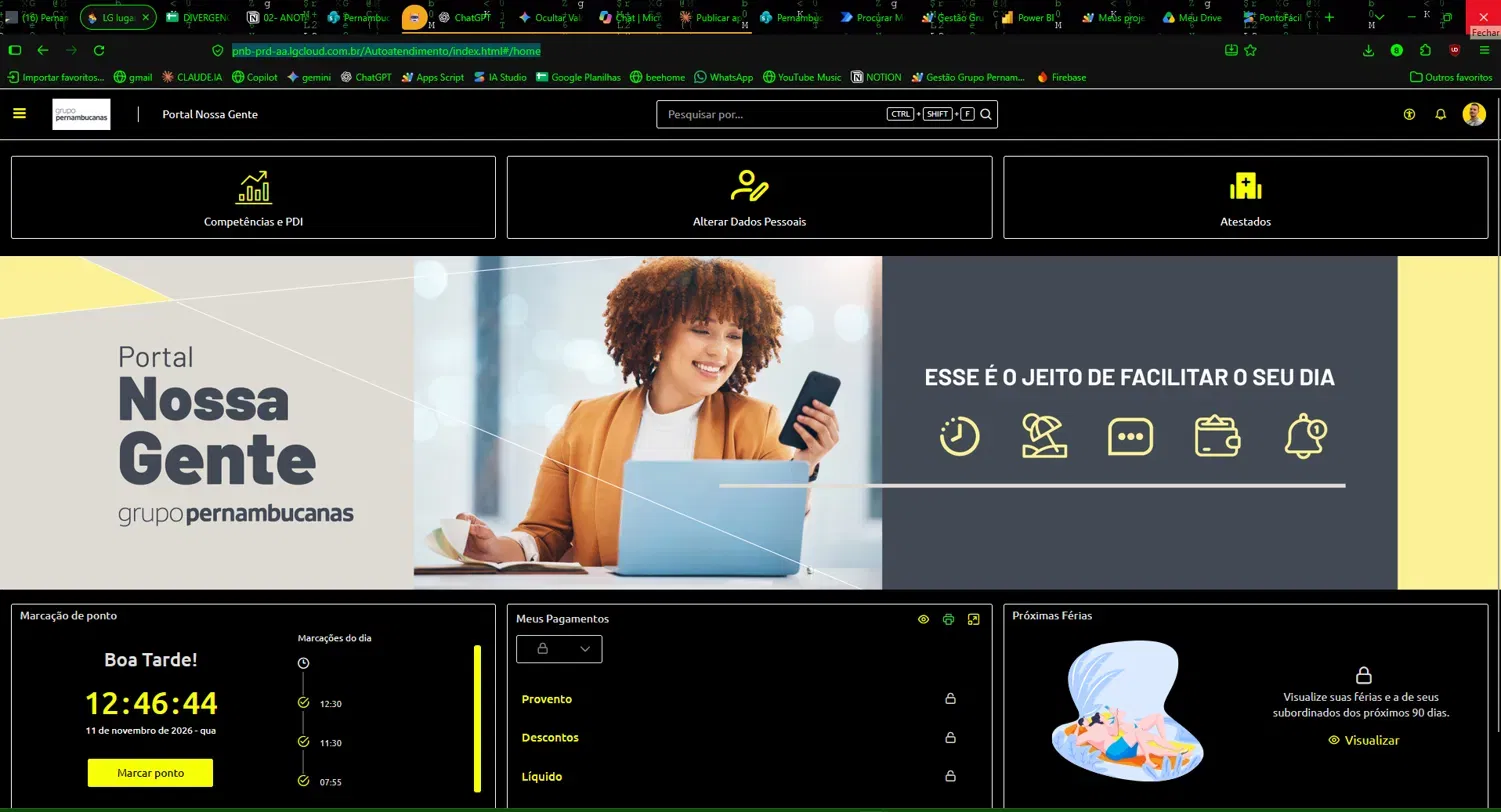 (16) Pernan
LG lugar
DIVERGENC
02- ANOT
Pernambuc
ChatGPT
Ocultar Val
Chat | Micr
Publicar ap
Pernambu
Procurar M
Gestão Gru
Power BI
Meus proje
Meu Drive
PontoFácil
Fechar
pnb-prd-aa.lgcloud.com.br/Autoatendimento/index.html#/home
Importar favoritos...
gmail
CLAUDE.IA
Copilot
gemini
ChatGPT
Apps Script
IA Studio
Google Planilhas
beehome
WhatsApp
YouTube Music
NOTION
Gestão Grupo Pernam...
Firebase
Outros favoritos
grupo
pernambucanas
Portal Nossa Gente
Pesquisar por...
CTRL + SHIFT + F
Competências e PDI
Alterar Dados Pessoais
Atestados
Portal
Nossa
Gente
grupopernambucanas
ESSE É O JEITO DE FACILITAR O SEU DIA
1
Marcação de ponto
Boa Tarde!
12:46:44
11 de novembro de 2026 - qua
Marcar ponto
Marcações do dia
12:30
11:30
07:55
Meus Pagamentos
Provento
Descontos
Líquido
Próximas Férias
Visualize suas férias e a de seus
subordinados dos próximos 90 dias.
Visualizar